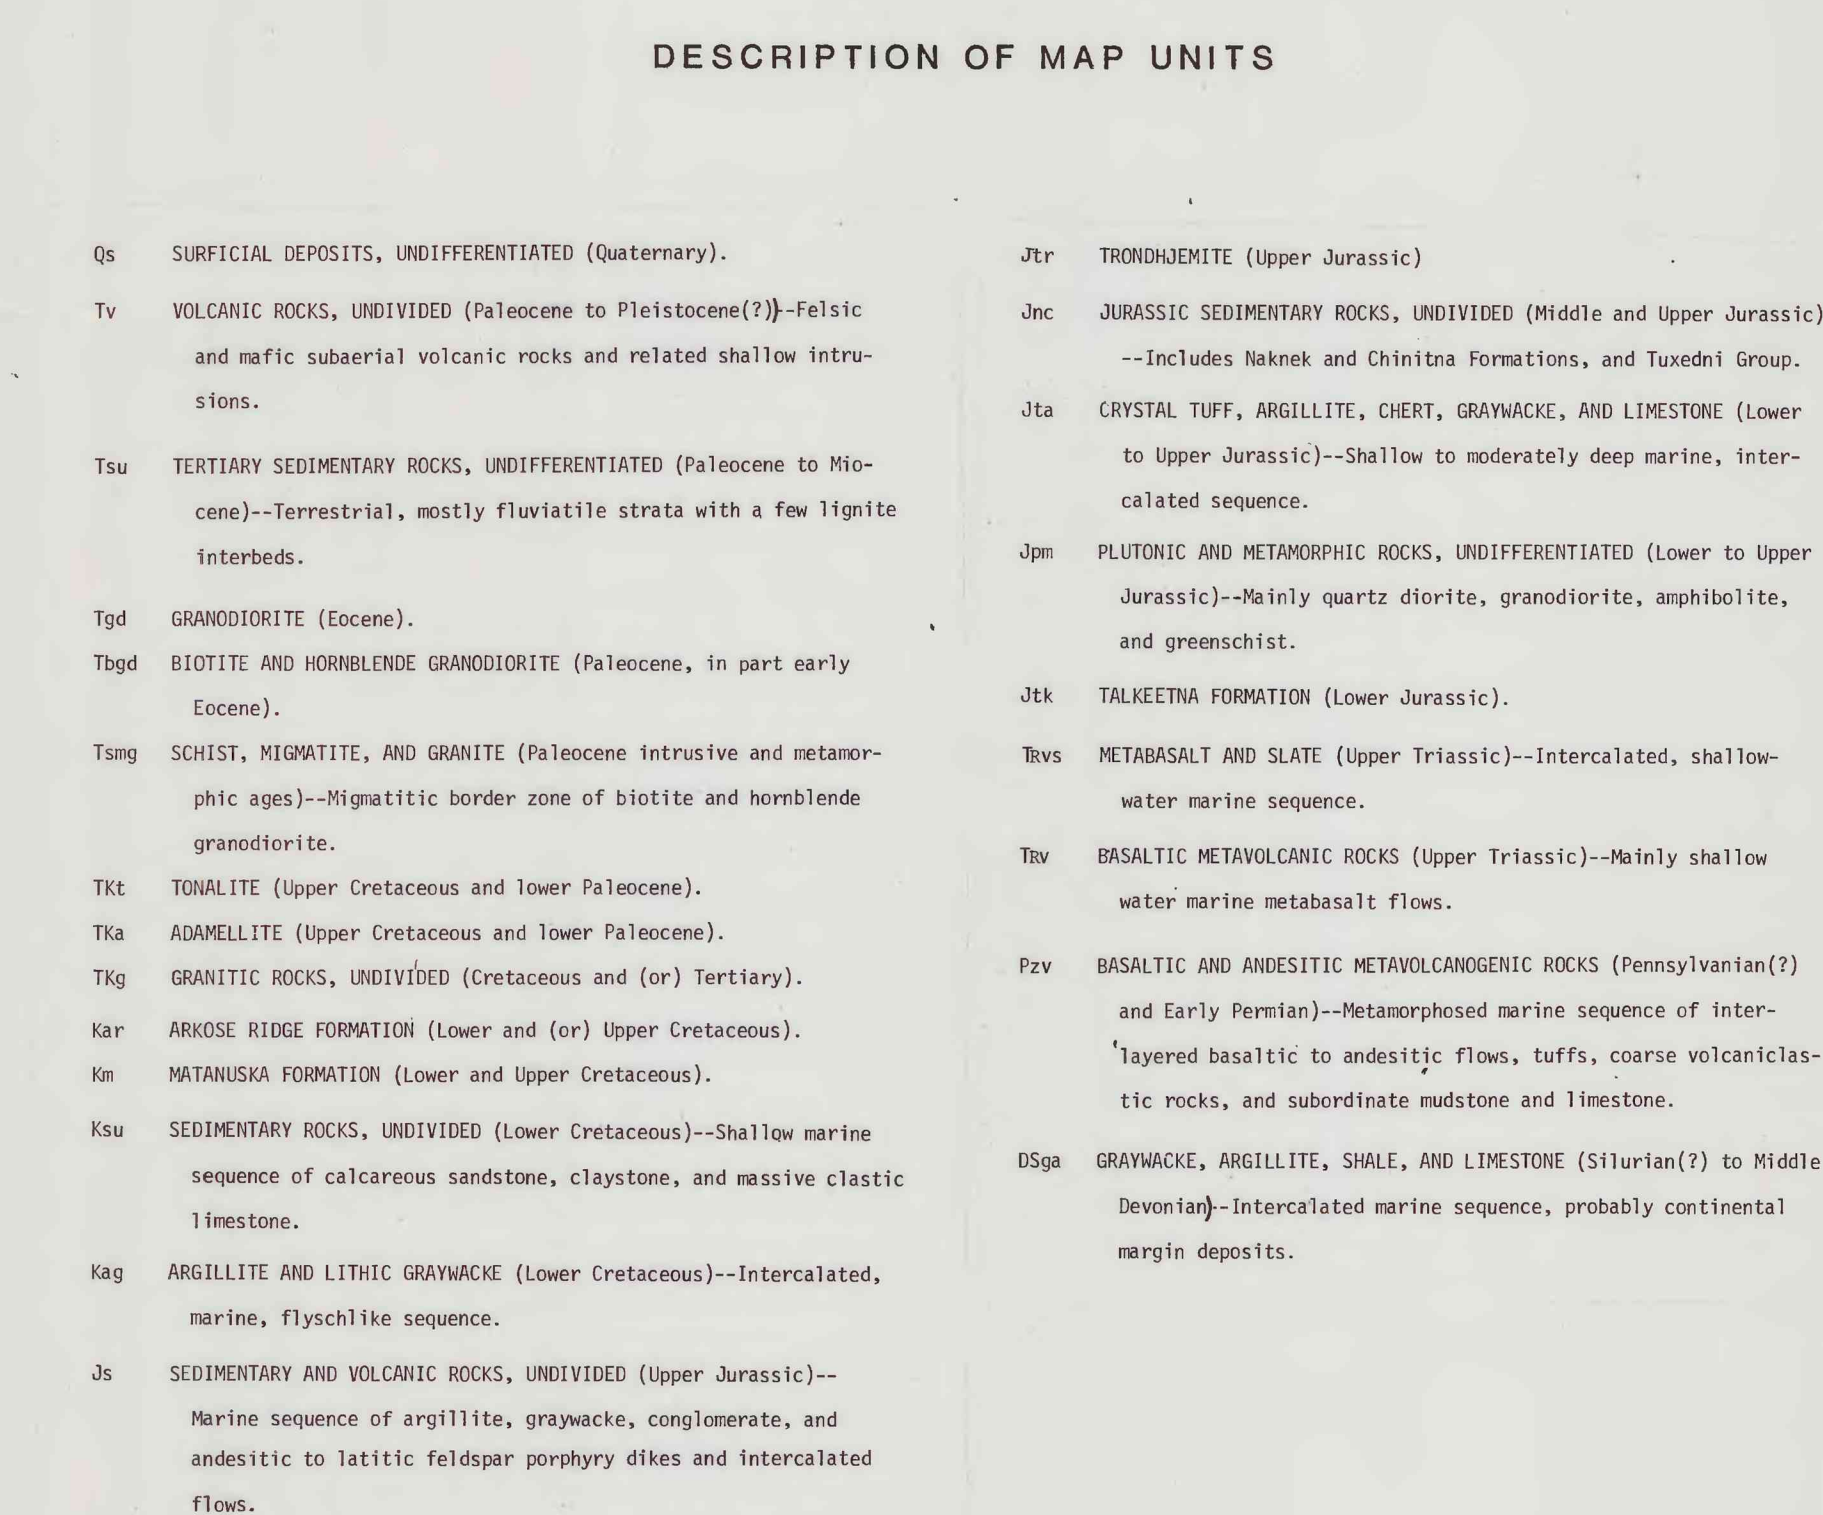 DESCRIPTION OF MAP UNITS
Qs SURFICIAL DEPOSITS, UNDIFFERENTIATED (Quaternary).
Tv VOLCANIC ROCKS, UNDIVIDED (Paleocene to Pleistocene(?))--Felsic
and mafic subaerial volcanic rocks and related shallow intru-
sions.
Tsu TERTIARY SEDIMENTARY ROCKS, UNDIFFERENTIATED (Paleocene to Mio-
cene)--Terrestrial, mostly fluviatile strata with a few lignite
interbeds.
Tgd GRANODIORITE (Eocene).
Tbgd BIOTITE AND HORNBLENDE GRANODIORITE (Paleocene, in part early
Eocene).
Tsmg SCHIST, MIGMATITE, AND GRANITE (Paleocene intrusive and metamor-
phic ages)--Migmatitic border zone of biotite and hornblende
granodiorite.
TKt TONALITE (Upper Cretaceous and lower Paleocene).
TKa ADAMELLITE (Upper Cretaceous and lower Paleocene).
TKg GRANITIC ROCKS, UNDIVIDED (Cretaceous and (or) Tertiary).
Kar ARKOSE RIDGE FORMATION (Lower and (or) Upper Cretaceous).
Km MATANUSKA FORMATION (Lower and Upper Cretaceous).
Ksu SEDIMENTARY ROCKS, UNDIVIDED (Lower Cretaceous)--Shallow marine
sequence of calcareous sandstone, claystone, and massive clastic
limestone.
Kag ARGILLITE AND LITHIC GRAYWACKE (Lower Cretaceous)--Intercalated,
marine, flyschlike sequence.
Js SEDIMENTARY AND VOLCANIC ROCKS, UNDIVIDED (Upper Jurassic)--
Marine sequence of argillite, graywacke, conglomerate, and
andesitic to latitic feldspar porphyry dikes and intercalated
flows.
Jtr TRONDHJEMITE (Upper Jurassic)
Jnc JURASSIC SEDIMENTARY ROCKS, UNDIVIDED (Middle and Upper Jurassic)
--Includes Naknek and Chinitna Formations, and Tuxedni Group.
Jta CRYSTAL TUFF, ARGILLITE, CHERT, GRAYWACKE, AND LIMESTONE (Lower
to Upper Jurassic)--Shallow to moderately deep marine, inter-
calated sequence.
Jpm PLUTONIC AND METAMORPHIC ROCKS, UNDIFFERENTIATED (Lower to Upper
Jurassic)--Mainly quartz diorite, granodiorite, amphibolite,
and greenschist.
Jtk TALKEETNA FORMATION (Lower Jurassic).
TRvs METABASALT AND SLATE (Upper Triassic)--Intercalated, shallow-
water marine sequence.
TRv BASALTIC METAVOLCANIC ROCKS (Upper Triassic)--Mainly shallow
water marine metabasalt flows.
Pzv BASALTIC AND ANDESITIC METAVOLCANOGENIC ROCKS (Pennsylvanian(?)
and Early Permian)--Metamorphosed marine sequence of inter-
layered basaltic to andesitic flows, tuffs, coarse volcaniclas-
tic rocks, and subordinate mudstone and limestone.
DSga GRAYWACKE, ARGILLITE, SHALE, AND LIMESTONE (Silurian(?) to Middle
Devonian)--Intercalated marine sequence, probably continental
margin deposits.